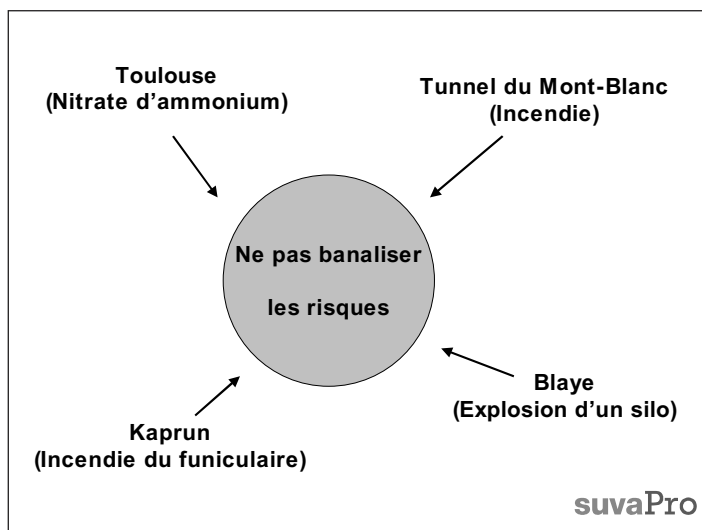 Toulouse
(Nitrate d’ammonium)
Tunnel du Mont-Blanc
(Incendie)
Ne pas banaliser
les risques
Blaye
(Explosion d’un silo)
Kaprun
(Incendie du funiculaire)
suvaPro